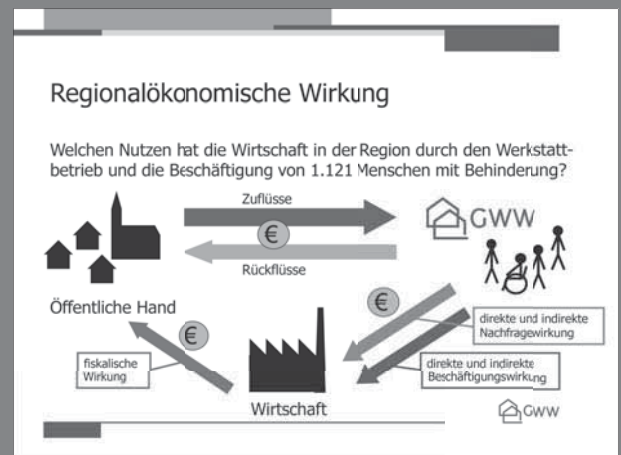 Regionalökonomische Wirkung
Welchen Nutzen hat die Wirtschaft in der Region durch den Werkstatt-
betrieb und die Beschäftigung von 1.121 Menschen mit Behinderung?
Zuflüsse
€
Rückflüsse
GWW
Öffentliche Hand
€
direkte und indirekte
Nachfragewirkung
€
fiskalische
Wirkung
direkte und indirekte
Beschäftigungswirkung
Wirtschaft
GWW